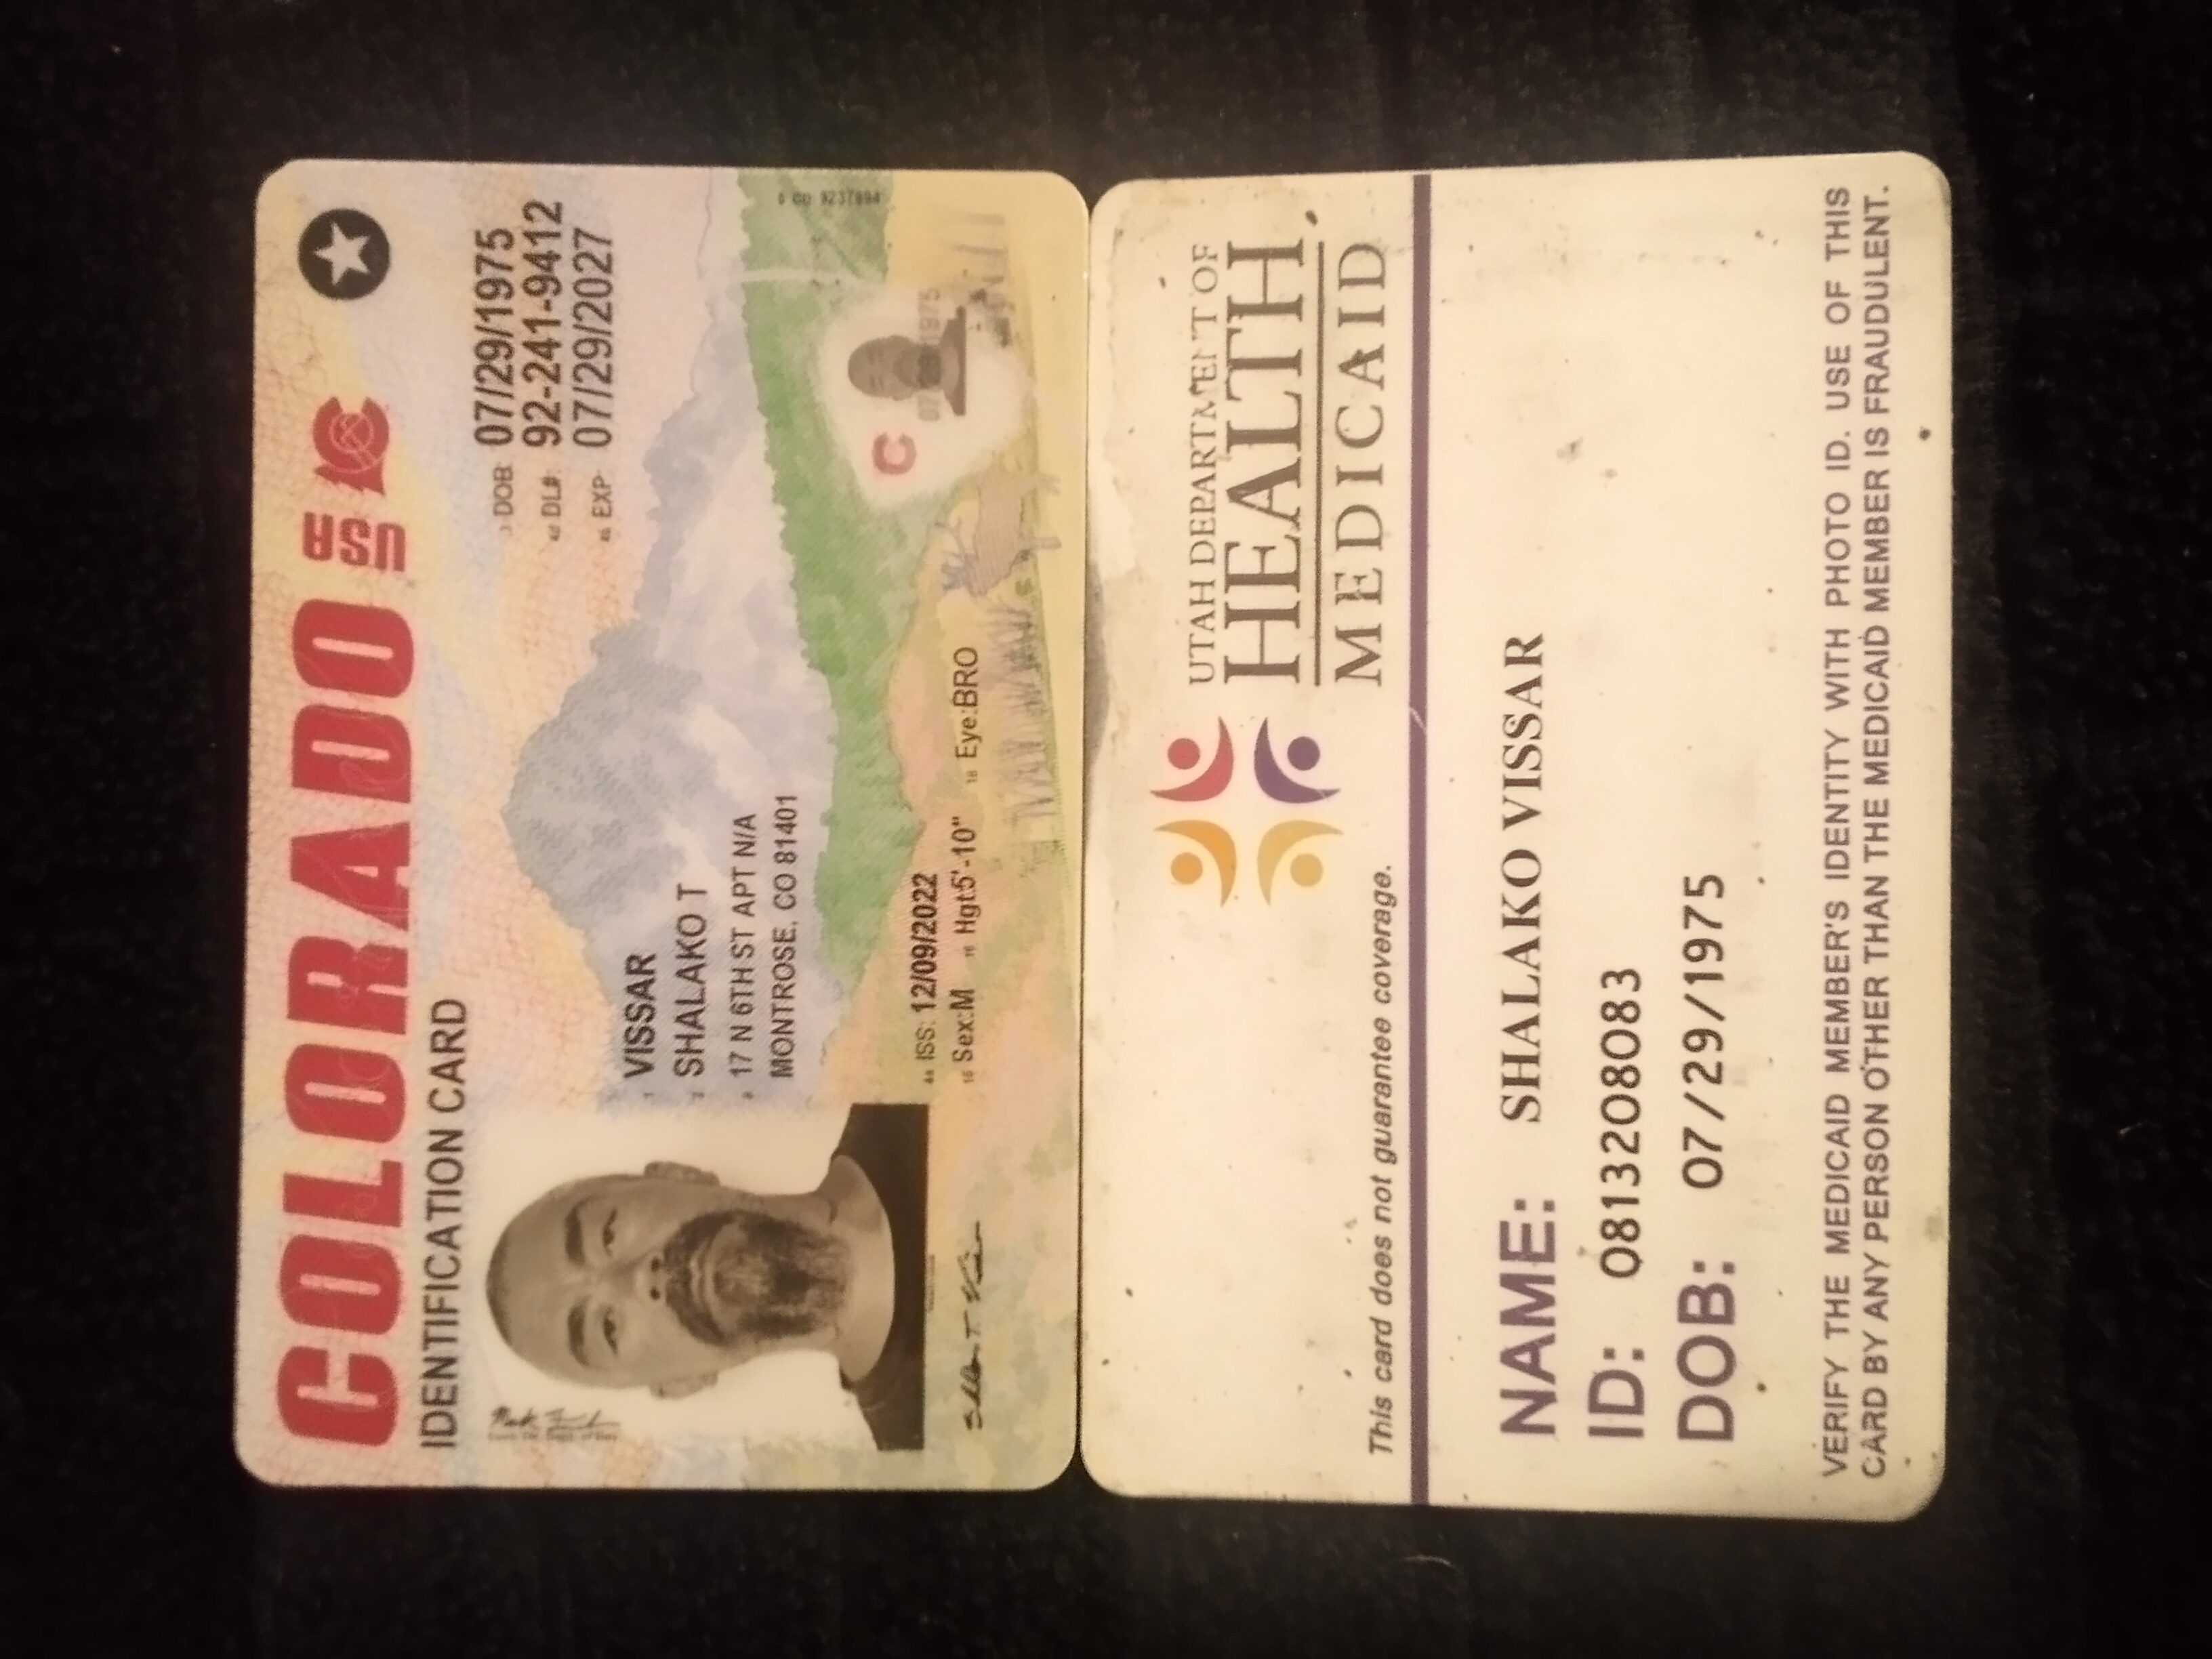 COLORADO USA
IDENTIFICATION CARD
DOB: 07/29/1975
DL#: 92-241-9412
EXP: 07/29/2027
1 VISSAR
2 SHALAKO T
17 N 6TH ST APT N/A
MONTROSE, CO 81401
ISS: 12/09/2022
Sex:M Hgt:5'-10" Eye:BRO
C
UTAH DEPARTMENT OF
HEALTH
MEDICAID
This card does not guarantee coverage.
NAME: SHALAKO VISSAR
ID: 0813208083
DOB: 07/29/1975
VERIFY THE MEDICAID MEMBER'S IDENTITY WITH PHOTO ID. USE OF THIS
CARD BY ANY PERSON OTHER THAN THE MEDICAID MEMBER IS FRAUDULENT.